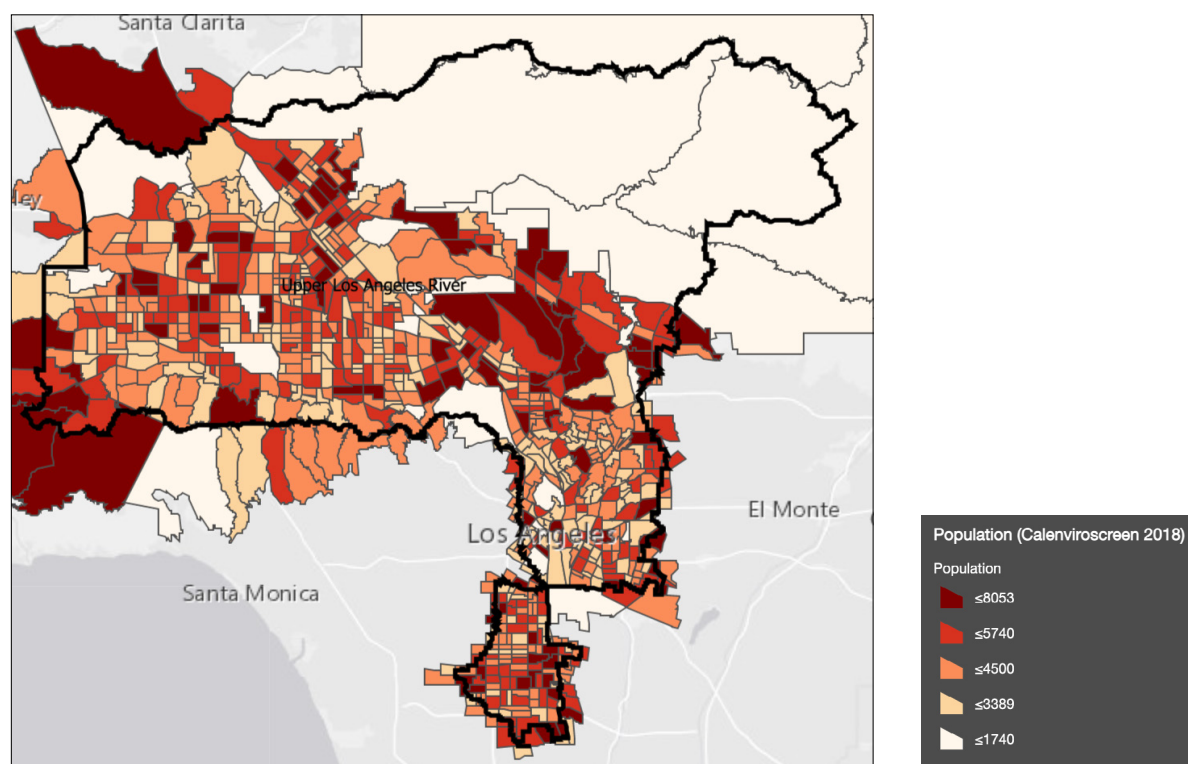 Santa Clarita
ley
Upper Los Angeles River
Los Angeles
El Monte
Santa Monica
Population (Calenviroscreen 2018)
Population
≤8053
≤5740
≤4500
≤3389
≤1740